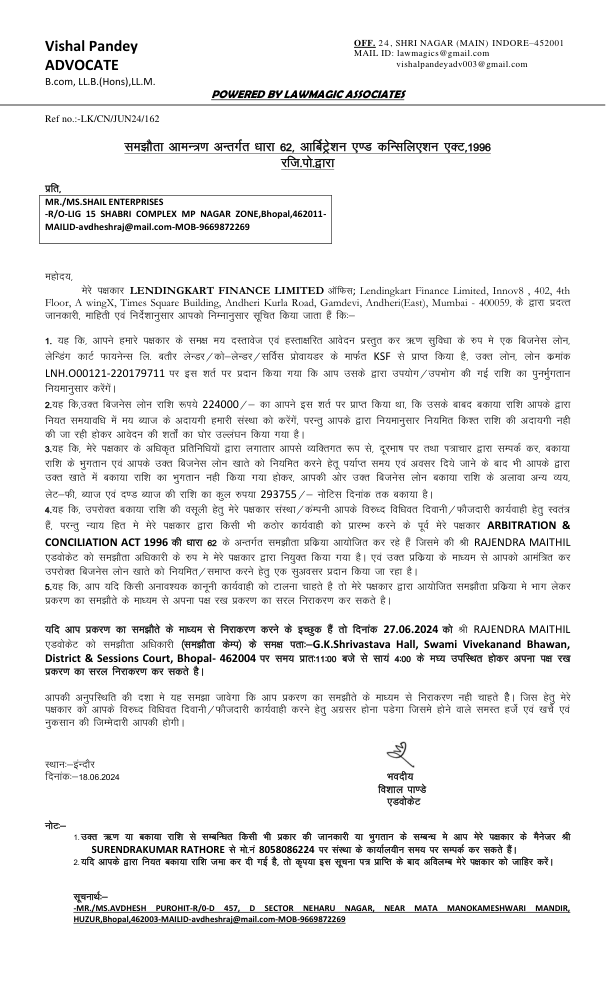 Vishal Pandey
ADVOCATE
B.com, LL.B.(Hons),LL.M.
OFF. 24, SHRI NAGAR (MAIN) INDORE–452001
MAIL ID: lawmagics@gmail.com
vishalpandeyadv003@gmail.com
POWERED BY LAWMAGIC ASSOCIATES
Ref no.:-LK/CN/JUN24/162
समझौता आमन्त्रण अन्तर्गत धारा 62, आर्बिट्रेशन एण्ड कन्सिलिएशन एक्ट,1996
रजि.पो.द्वारा
प्रति,
MR./MS.SHAIL ENTERPRISES
-R/O-LIG 15 SHABRI COMPLEX MP NAGAR ZONE,Bhopal,462011-
MAILID-avdheshraj@mail.com-MOB-9669872269
महोदय,
मेरे पक्षकार LENDINGKART FINANCE LIMITED ऑफिस; Lendingkart Finance Limited, Innov8 , 402, 4th
Floor, A wingX, Times Square Building, Andheri Kurla Road, Gamdevi, Andheri(East), Mumbai - 400059, के द्वारा प्रदत्त
जानकारी, माहिती एवं निर्देशानुसार आपको निम्नानुसार सूचित किया जाता हैं कि:–
1. यह कि, आपने हमारे पक्षकार के समक्ष मय दस्तावेज एवं हस्ताक्षरित आवेदन प्रस्तुत कर ऋण सुविधा के रुप मे एक बिजनेस लोन,
लेन्डिंग कार्ट फायनेन्स लि. बतौर लेन्डर/को–लेन्डर/सर्विस प्रोवायडर के मार्फत KSF से प्राप्त किया है, उक्त लोन, लोन क्रमांक
LNH.O00121-220179711 पर इस शर्त पर प्रदान किया गया कि आप उसके द्वारा उपयोग/उपभोग की गई राशि का पुनर्मुगतान
नियमानुसार करेंगें।
2.यह कि,उक्त बिजनेस लोन राशि रूपये 224000/– का आपने इस शर्त पर प्राप्त किया था, कि उसके बाबद बकाया राशि आपके द्वारा
नियत समयावधि में मय ब्याज के अदायगी हमारी संस्था को करेंगें, परन्तु आपके द्वारा नियमानुसार नियमित किश्त राशि की अदायगी नही
की जा रही होकर आवेदन की शर्तों का घोर उल्लंघन किया गया है।
3.यह कि, मेरे पक्षकार के अधिकृत प्रतिनिधियों द्वारा लगातार आपसे व्यक्तिगत रूप से, दूरभाष पर तथा पत्राचार द्वारा सम्पर्क कर, बकाया
राशि के भुगतान एवं आपके उक्त बिजनेस लोन खाते को नियमित करने हेतू पर्याप्त समय एवं अवसर दिये जाने के बाद भी आपके द्वारा
उक्त खाते में बकाया राशि का भुगतान नही किया गया होकर, आपकी ओर उक्त बिजनेस लोन बकाया राशि के अलावा अन्य व्यय,
लेट–फी, ब्याज एवं दण्ड ब्याज की राशि का कुल रुपया 293755/– नोटिस दिनांक तक बकाया है।
4.यह कि, उपरोक्त बकाया राशि की वसूली हेतु मेरे पक्षकार संस्था/कंम्पनी आपके विरुध्द विधिवत दिवानी/फौजदारी कार्यवाही हेतु स्वतंत्र
हैं, परन्तु न्याय हित मे मेरे पक्षकार द्वारा किसी भी कठोर कार्यवाही को प्रारम्भ करने के पूर्व मेरे पक्षकार ARBITRATION &
CONCILIATION ACT 1996 की धारा 62 के अन्तर्गत समझौता प्रक्रिया आयोजित कर रहे हैं जिसमे की श्री RAJENDRA MAITHIL
एडवोकेट को समझौता अधिकारी के रुप मे मेरे पक्षकार द्वारा नियुक्त किया गया है। एवं उक्त प्रक्रिया के माध्यम से आपको आमंत्रित कर
उपरोक्त बिजनेस लोन खाते को नियमित/समाप्त करने हेतु एक सुअवसर प्रदान किया जा रहा है।
5.यह कि, आप यदि किसी अनावश्यक कानूनी कार्यवाही को टालना चाहते है तो मेरे पक्षकार द्वारा आयोजित समझौता प्रक्रिया मे भाग लेकर
प्रकरण का समझौते के माध्यम से अपना पक्ष रख प्रकरण का सरल निराकरण कर सकते है।
यदि आप प्रकरण का समझौते के माध्यम से निराकरण करने के इच्छुक हैं तो दिनांक 27.06.2024 को श्री RAJENDRA MAITHIL
एडवोकेट को समझौता अधिकारी (समझौता केम्प) के समक्ष पता:–G.K.Shrivastava Hall, Swami Vivekanand Bhawan,
District & Sessions Court, Bhopal- 462004 पर समय प्रात:11:00 बजे से सायं 4:00 के मघ्य उपस्थित होकर अपना पक्ष रख
प्रकरण का सरल निराकरण कर सकते है।
आपकी अनुपस्थिति की दशा मे यह समझा जावेगा कि आप प्रकरण का समझौते के माध्यम से निराकरण नही चाहते हैै। जिस हेतु मेरे
पक्षकार को आपके विरुध्द विधिवत दिवानी/फौजदारी कार्यवाही करने हेतु अग्रसर होना पडेगा जिसमे होने वाले समस्त हर्जे एवं खर्चें एवं
नुकसान की जिम्मेदारी आपकी होगी।
स्थानः–इंन्दौर
दिनांकः–18.06.2024
भवदीय
विशाल पाण्डे
एडवोकेट
नोटः–
1.उक्त ऋण या बकाया राशि से सम्बन्धित किसी भी प्रकार की जानकारी या भुगतान के सम्बन्ध मे आप मेरे पक्षकार के मैनेजर श्री
SURENDRAKUMAR RATHORE से मो.नं 8058086224 पर संस्था के कार्यालयीन समय पर सम्पर्क कर सकते हैं।
2.यदि आपके द्वारा नियत बकाया राशि जमा कर दी गई है, तो कृपया इस सूचना पत्र प्राप्ति के बाद अविलम्ब मेरे पक्षकार को जाहिर करें।
सूचनार्थः–
-MR./MS.AVDHESH PUROHIT-R/0-D 457, D SECTOR NEHARU NAGAR, NEAR MATA MANOKAMESHWARI MANDIR,
HUZUR,Bhopal,462003-MAILID-avdheshraj@mail.com-MOB-9669872269